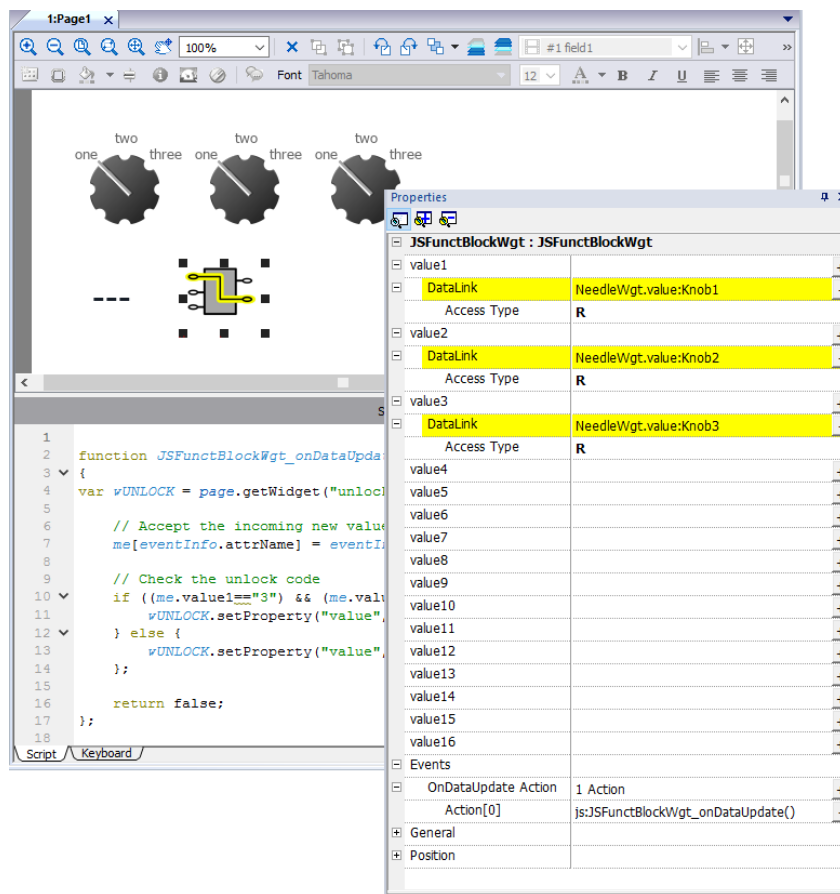 1:Page1
100%
#1 field1
Font Tahoma
12 A B I U
two two two
one three one three one three
---
Properties
JSFunctBlockWgt : JSFunctBlockWgt
value1
DataLink NeedleWgt.value:Knob1
Access Type R
value2
DataLink NeedleWgt.value:Knob2
Access Type R
value3
DataLink NeedleWgt.value:Knob3
Access Type R
value4
value5
value6
value7
value8
value9
value10
value11
value12
value13
value14
value15
value16
Events
OnDataUpdate Action 1 Action
Action[0] js:JSFunctBlockWgt_onDataUpdate()
General
Position
1
2 function JSFunctBlockWgt_onDataUpda
3 {
4 var wUNLOCK = page.getWidget("unloc
5
6 // Accept the incoming new value
7 me[eventInfo.attrName] = eventI
8
9 // Check the unlock code
10 if ((me.value1=="3") && (me.val
11 wUNLOCK.setProperty("value",
12 } else {
13 wUNLOCK.setProperty("value",
14 };
15
16 return false;
17 };
18
Script Keyboard